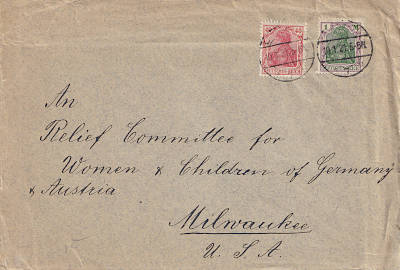 An
Relief Committee for
Women & Children of Germany
& Austria
Milwaukee
U. S. A.